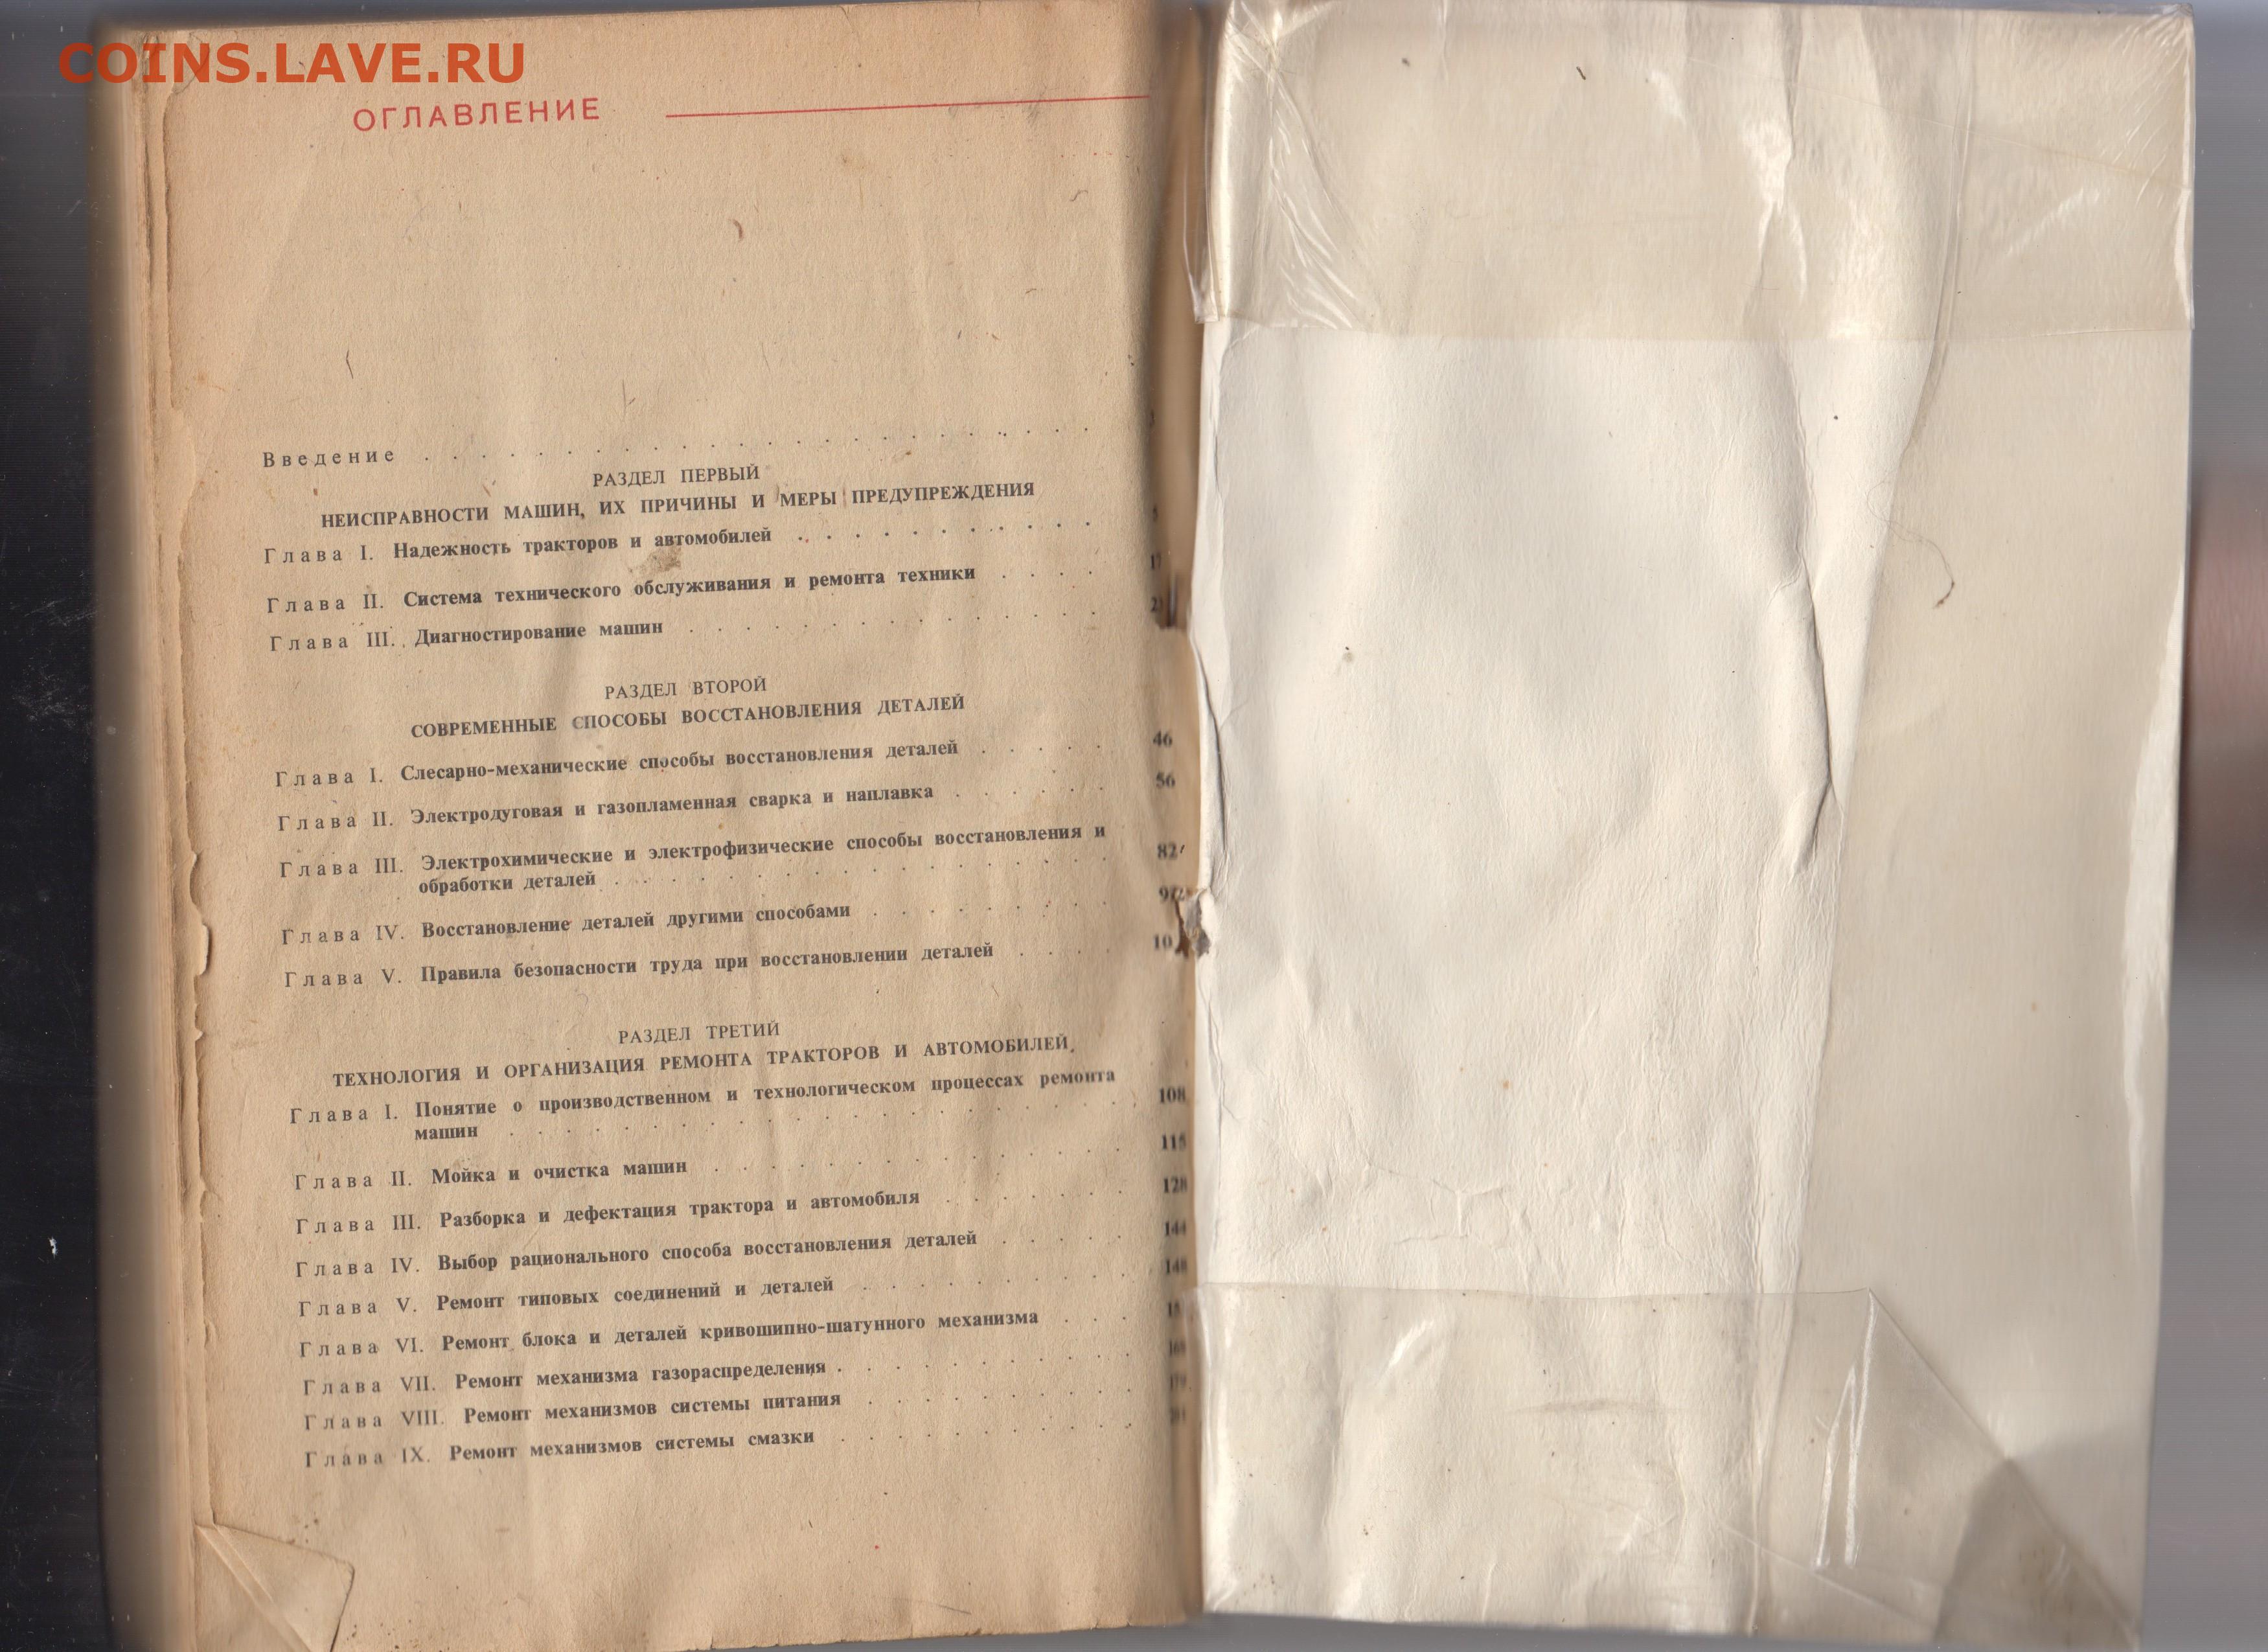 COINS.LAVE.RU
ОГЛАВЛЕНИЕ
Введение . . . . . . . . . . . . . . . . . . . . . . . .
РАЗДЕЛ ПЕРВЫЙ
НЕИСПРАВНОСТИ МАШИН, ИХ ПРИЧИНЫ И МЕРЫ ПРЕДУПРЕЖДЕНИЯ
Глава I. Надежность тракторов и автомобилей . . . . . . . . . . .
Глава II. Система технического обслуживания и ремонта техники . . . . 17
Глава III. Диагностирование машин . . . . . . . . . . . . . . .
РАЗДЕЛ ВТОРОЙ
СОВРЕМЕННЫЕ СПОСОБЫ ВОССТАНОВЛЕНИЯ ДЕТАЛЕЙ
Глава I. Слесарно-механические способы восстановления деталей . . . . . 46
Глава II. Электродуговая и газопламенная сварка и наплавка . . . . . . 56
Глава III. Электрохимические и электрофизические способы восстановления и
обработки деталей . . . . . . . . . . . . . . . . . . 82
Глава IV. Восстановление деталей другими способами . . . . . . . . .
Глава V. Правила безопасности труда при восстановлении деталей . . . .
РАЗДЕЛ ТРЕТИЙ
ТЕХНОЛОГИЯ И ОРГАНИЗАЦИЯ РЕМОНТА ТРАКТОРОВ И АВТОМОБИЛЕЙ
Глава I. Понятие о производственном и технологическом процессах ремонта
машин . . . . . . . . . . . . . . . . . . . . . . 108
Глава II. Мойка и очистка машин . . . . . . . . . . . . . . . 115
Глава III. Разборка и дефектация трактора и автомобиля . . . . . . . 128
Глава IV. Выбор рационального способа восстановления деталей . . . . . 144
Глава V. Ремонт типовых соединений и деталей . . . . . . . . . . 148
Глава VI. Ремонт блока и деталей кривошипно-шатунного механизма . . .
Глава VII. Ремонт механизма газораспределения . . . . . . . . . . .
Глава VIII. Ремонт механизмов системы питания . . . . . . . . . .
Глава IX. Ремонт механизмов системы смазки . . . . . . . . . . .